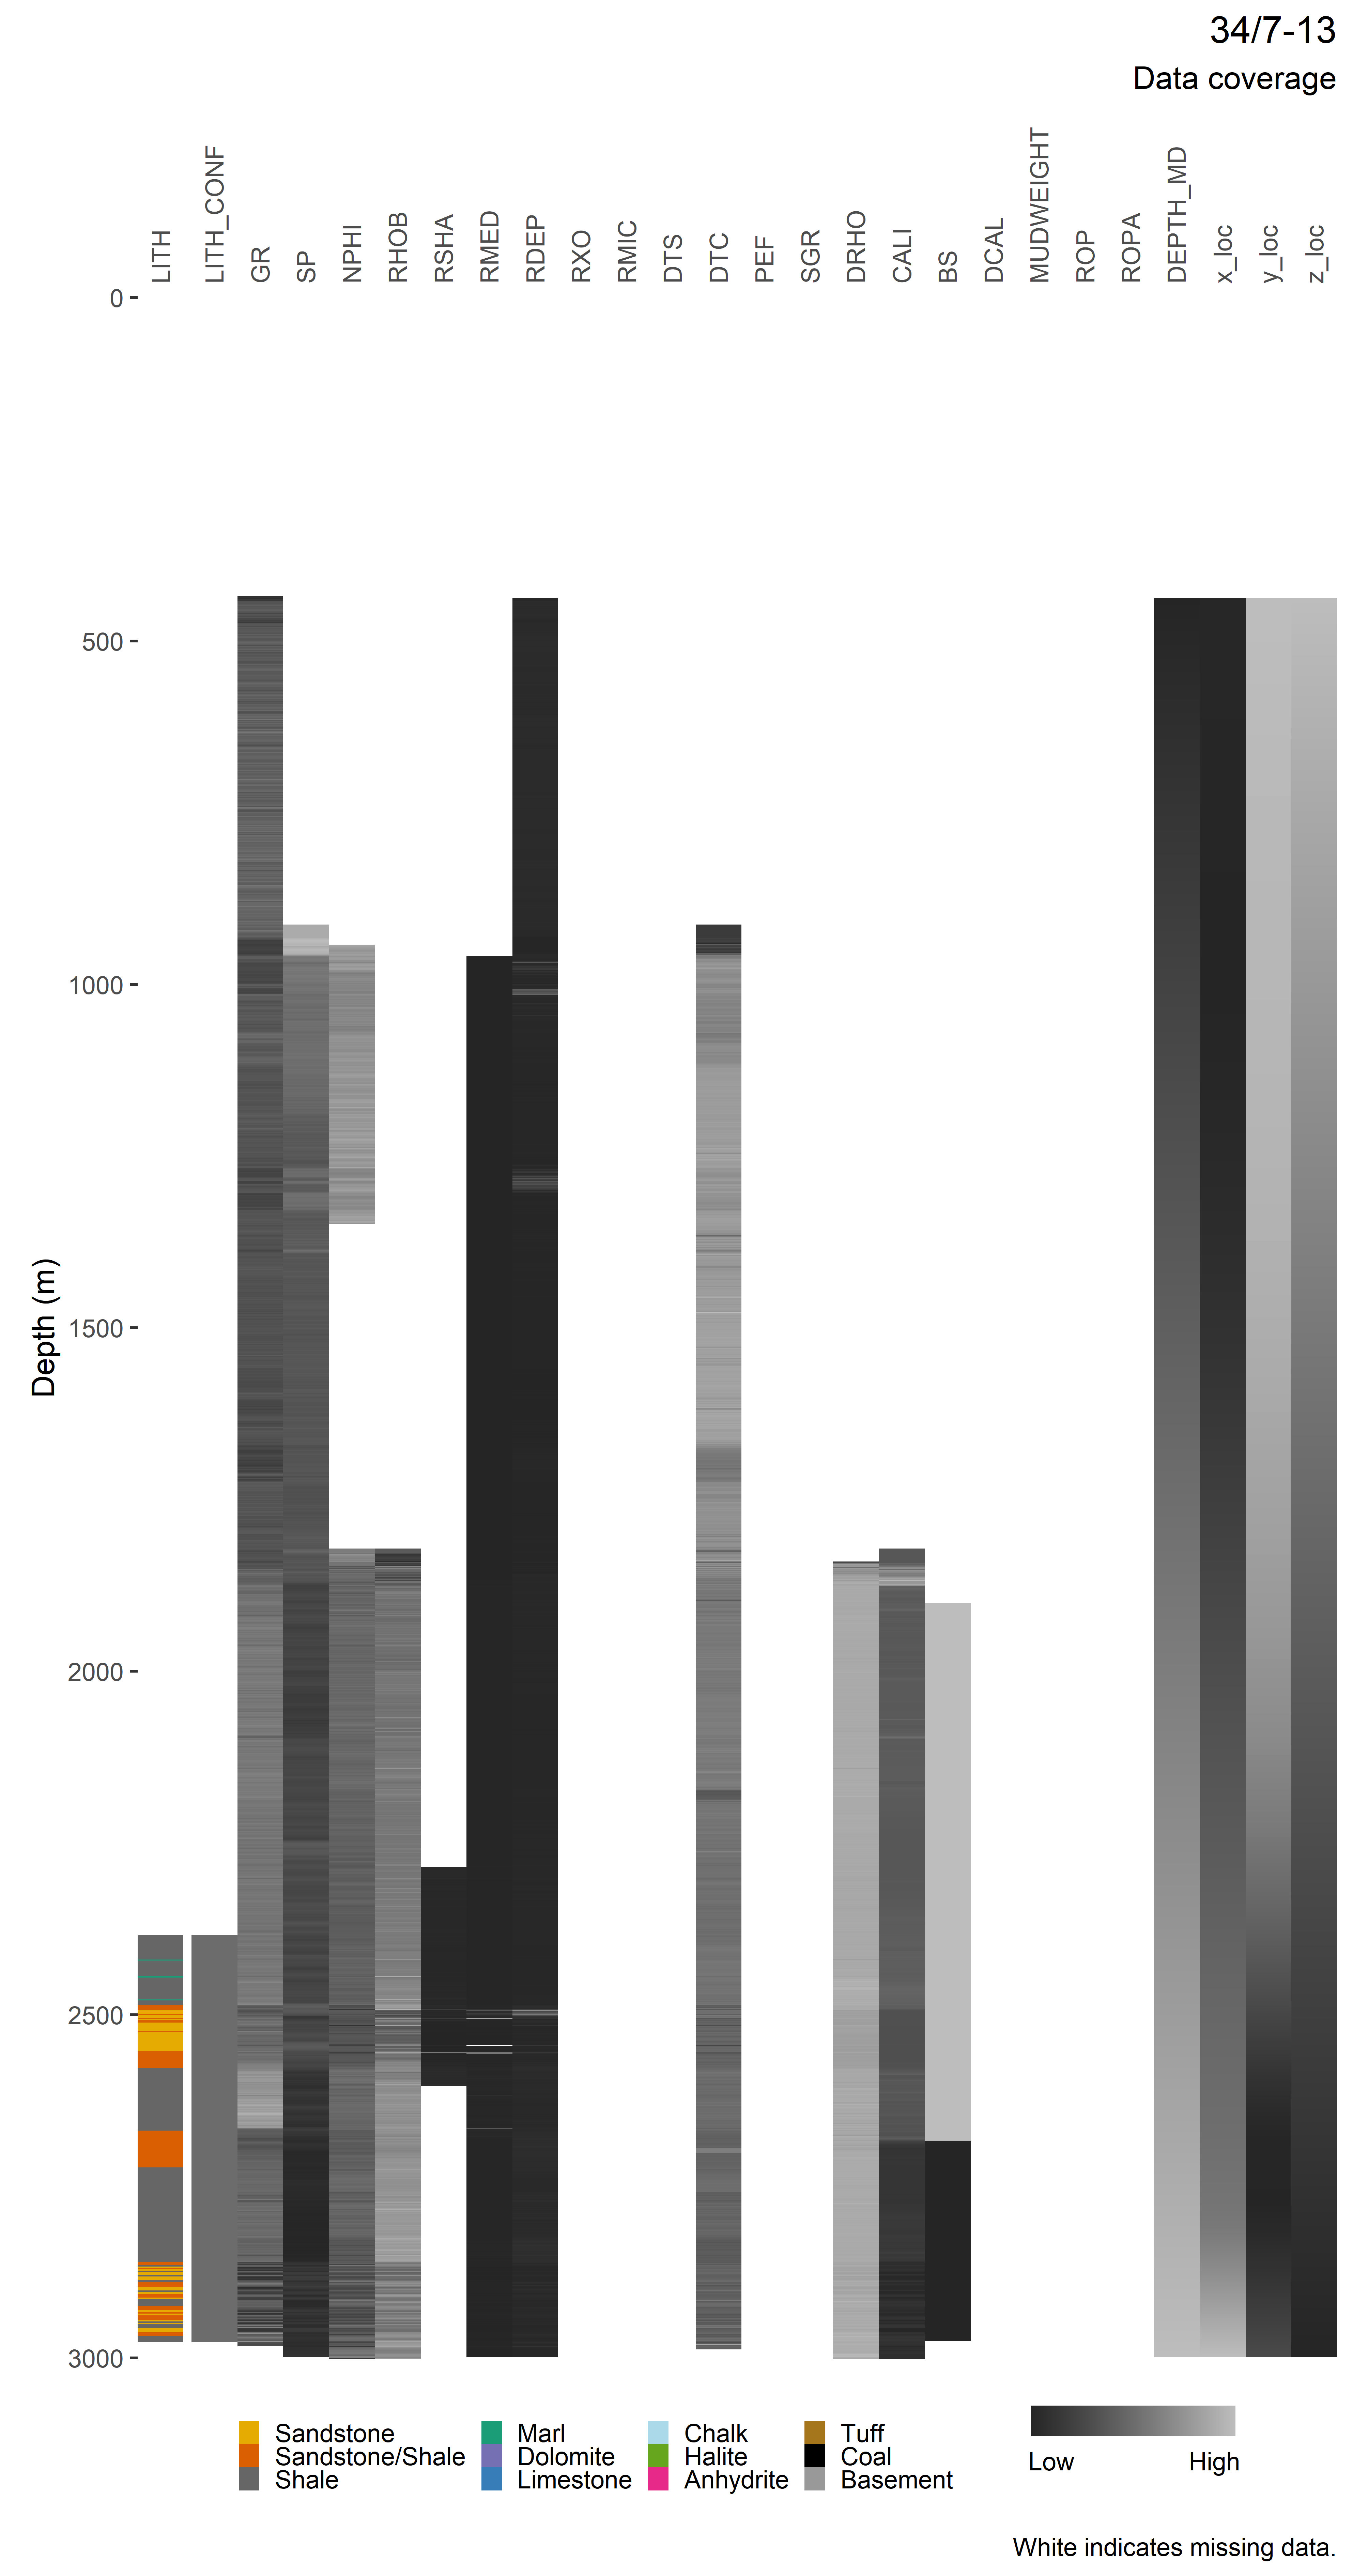 34/7-13
Data coverage
LITH
LITH_CONF
GR
SP
NPHI
RHOB
RSHA
RMED
RDEP
RXO
RMIC
DTS
DTC
PEF
SGR
DRHO
CALI
BS
DCAL
MUDWEIGHT
ROP
ROPA
DEPTH_MD
x_loc
y_loc
z_loc
0
500
1000
1500
2000
2500
3000
Depth (m)
Sandstone
Sandstone/Shale
Shale
Marl
Dolomite
Limestone
Chalk
Halite
Anhydrite
Tuff
Coal
Basement
Low
High
White indicates missing data.